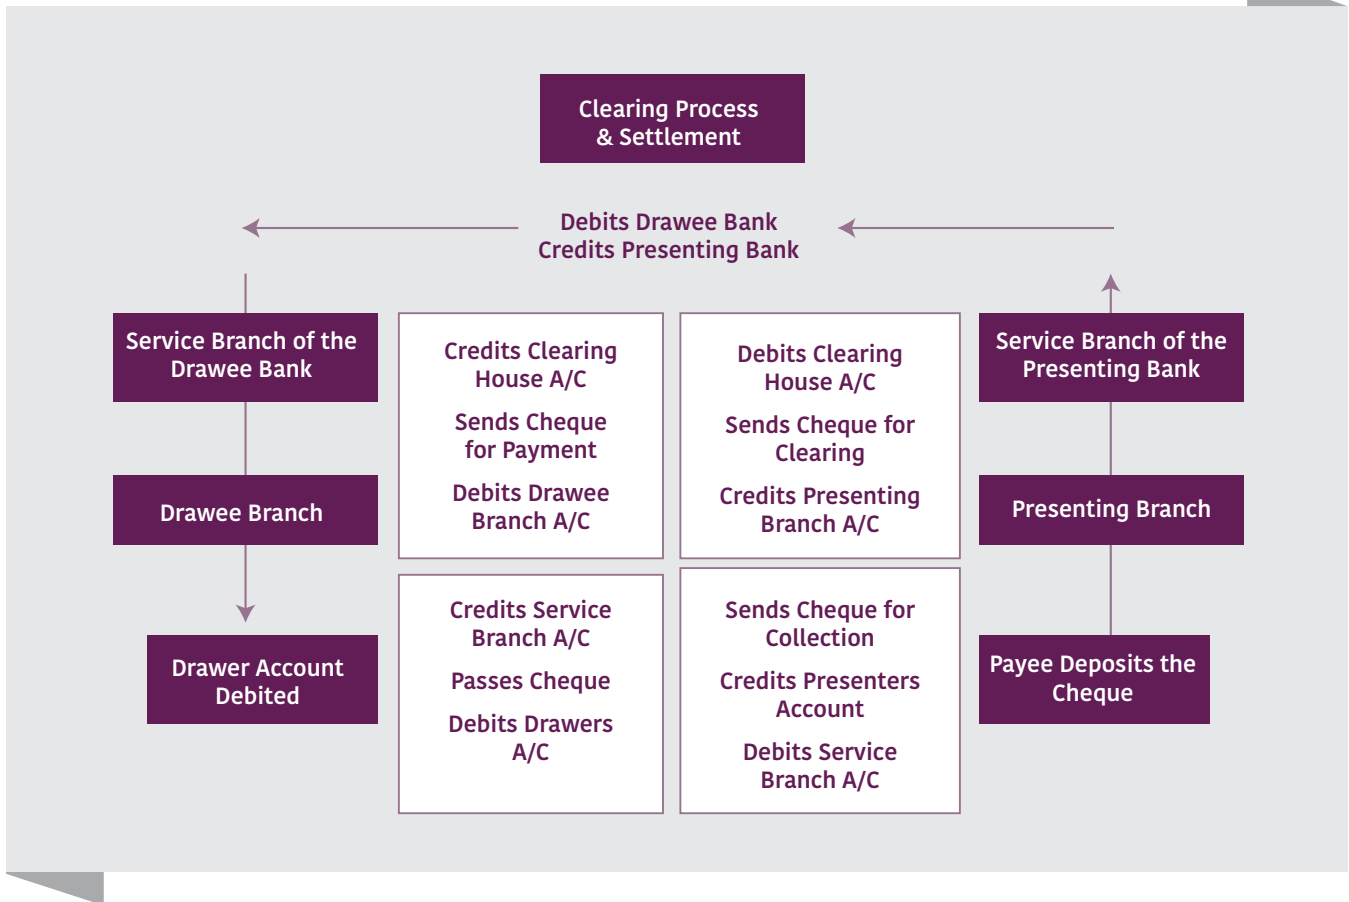 Clearing Process
& Settlement
Debits Drawee Bank
Credits Presenting Bank
Service Branch of the
Drawee Bank
Drawee Branch
Drawer Account
Debited
Credits Clearing
House A/C
Sends Cheque
for Payment
Debits Drawee
Branch A/C
Credits Service
Branch A/C
Passes Cheque
Debits Drawers
A/C
Debits Clearing
House A/C
Sends Cheque for
Clearing
Credits Presenting
Branch A/C
Sends Cheque for
Collection
Credits Presenters
Account
Debits Service
Branch A/C
Service Branch of the
Presenting Bank
Presenting Branch
Payee Deposits the
Cheque